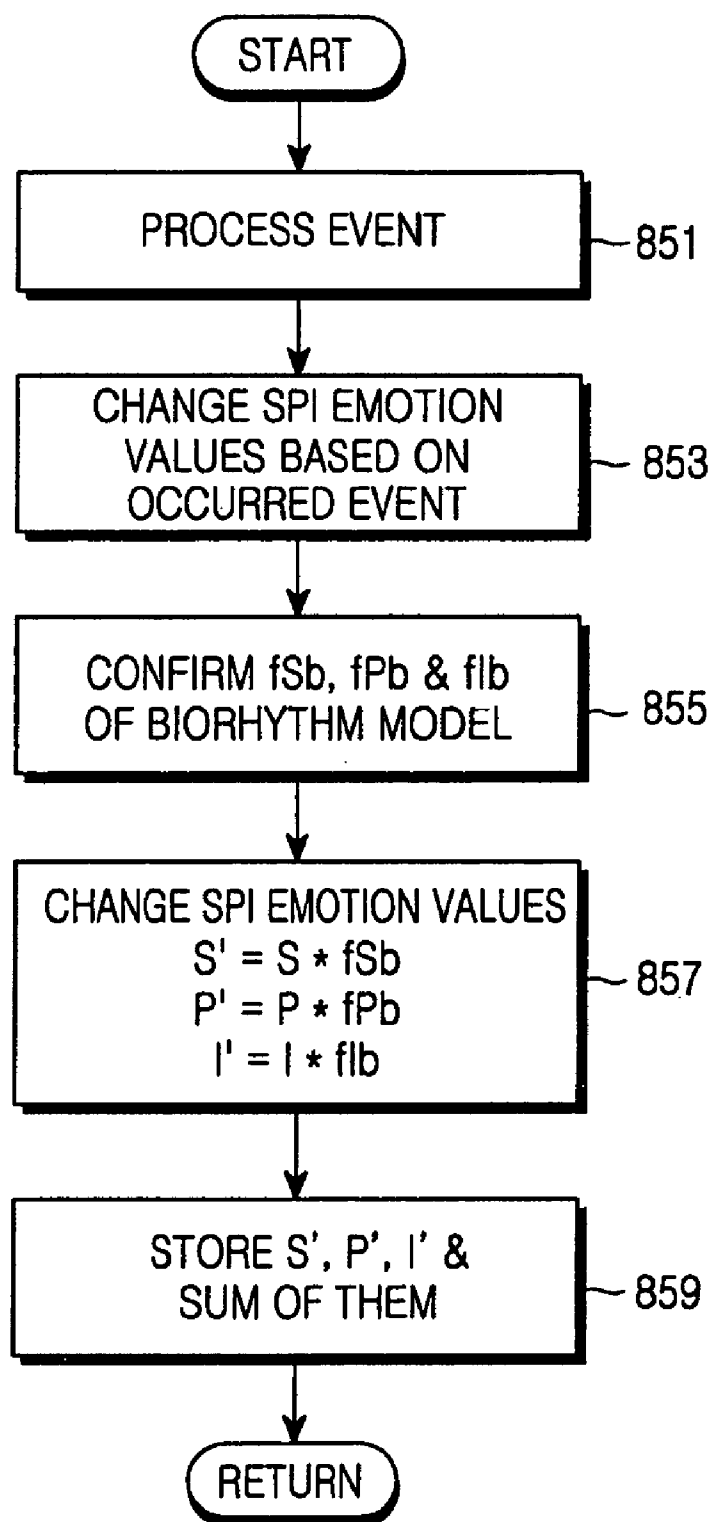 START
PROCESS EVENT
851
CHANGE SPI EMOTION
VALUES BASED ON
OCCURRED EVENT
853
CONFIRM fSb, fPb & fIb
OF BIORHYTHM MODEL
855
CHANGE SPI EMOTION VALUES
S' = S * fSb
P' = P * fPb
I' = I * fIb
857
STORE S', P', I' &
SUM OF THEM
859
RETURN